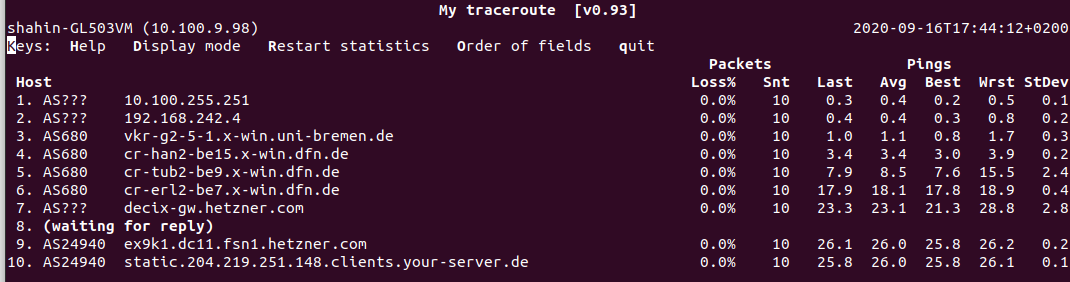 My traceroute [v0.93]
shahin-GL503VM (10.100.9.98) 2020-09-16T17:44:12+0200
Keys: Help Display mode Restart statistics Order of fields quit
Packets Pings
Host Loss% Snt Last Avg Best Wrst StDev
1. AS??? 10.100.255.251 0.0% 10 0.3 0.4 0.2 0.5 0.1
2. AS??? 192.168.242.4 0.0% 10 0.4 0.4 0.3 0.8 0.2
3. AS680 vkr-g2-5-1.x-win.uni-bremen.de 0.0% 10 1.0 1.1 0.8 1.7 0.3
4. AS680 cr-han2-be15.x-win.dfn.de 0.0% 10 3.4 3.4 3.0 3.9 0.2
5. AS680 cr-tub2-be9.x-win.dfn.de 0.0% 10 7.9 8.5 7.6 15.5 2.4
6. AS680 cr-erl2-be7.x-win.dfn.de 0.0% 10 17.9 18.1 17.8 18.9 0.4
7. AS??? decix-gw.hetzner.com 0.0% 10 23.3 23.1 21.3 28.8 2.8
8. (waiting for reply)
9. AS24940 ex9k1.dc11.fsn1.hetzner.com 0.0% 10 26.1 26.0 25.8 26.2 0.2
10. AS24940 static.204.219.251.148.clients.your-server.de 0.0% 10 25.8 26.0 25.8 26.1 0.1